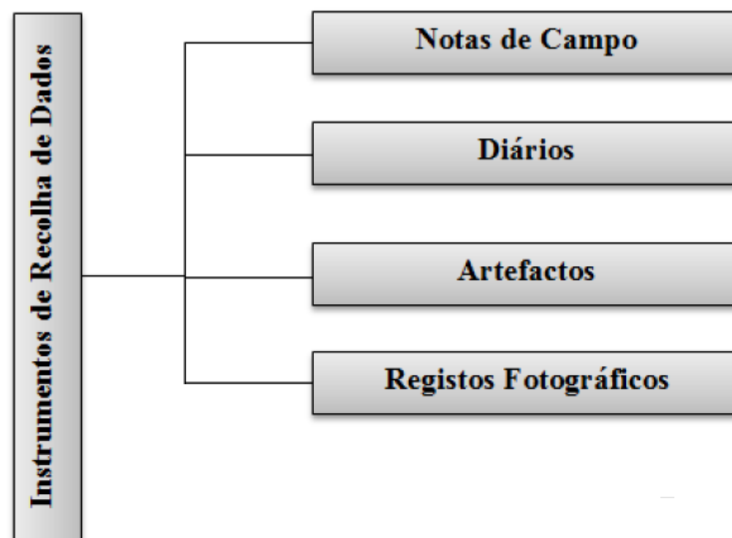 Instrumentos de Recolha de Dados
Notas de Campo
Diários
Artefactos
Registos Fotográficos